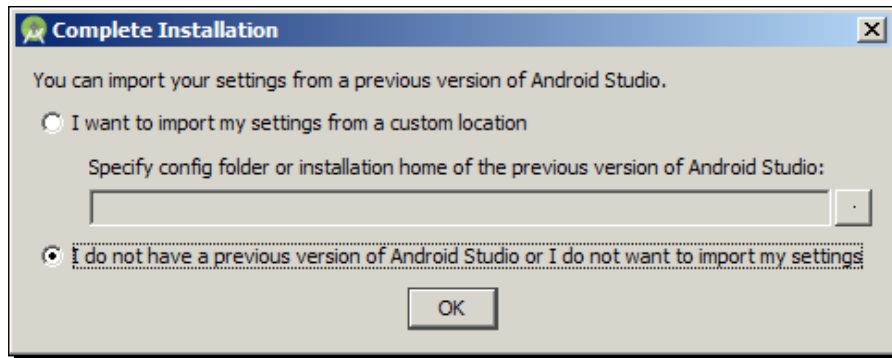 Complete Installation
You can import your settings from a previous version of Android Studio.
I want to import my settings from a custom location
Specify config folder or installation home of the previous version of Android Studio:
.
I do not have a previous version of Android Studio or I do not want to import my settings
OK